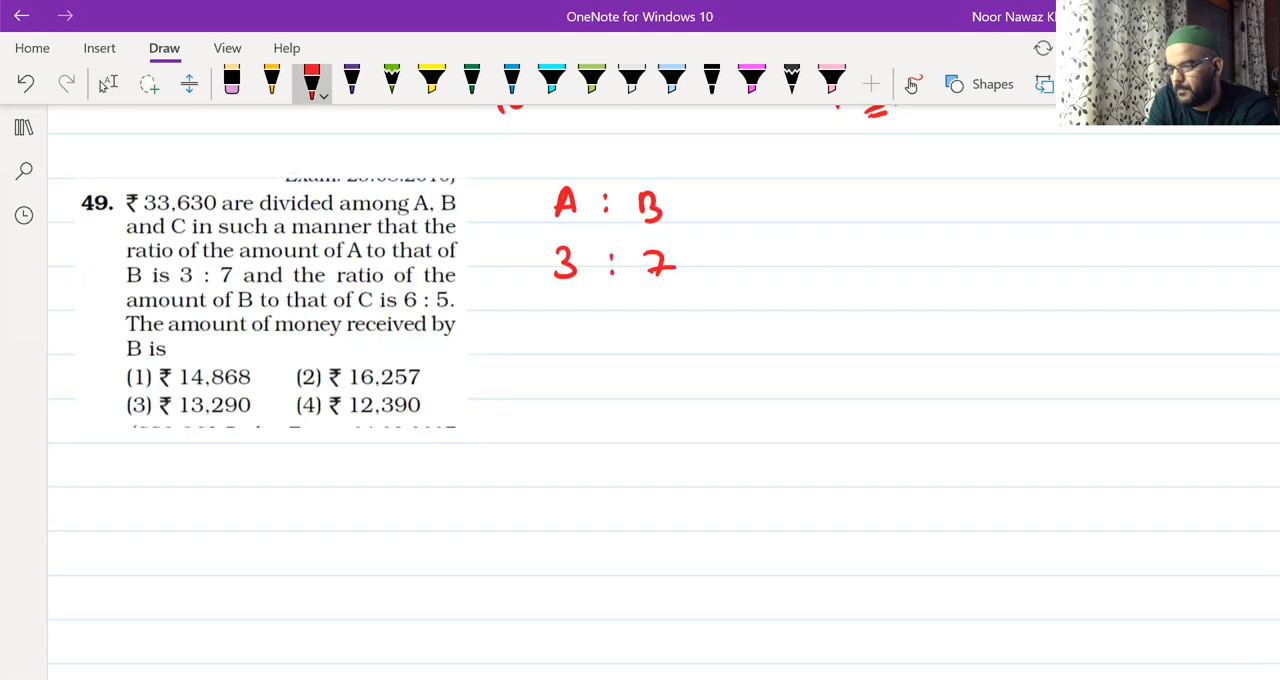 OneNote for Windows 10
Noor Nawaz
Home Insert Draw View Help
Shapes
49. ₹ 33,630 are divided among A, B
and C in such a manner that the
ratio of the amount of A to that of
B is 3 : 7 and the ratio of the
amount of B to that of C is 6 : 5.
The amount of money received by
B is
(1) ₹ 14,868 (2) ₹ 16,257
(3) ₹ 13,290 (4) ₹ 12,390
A : B
3 : 7